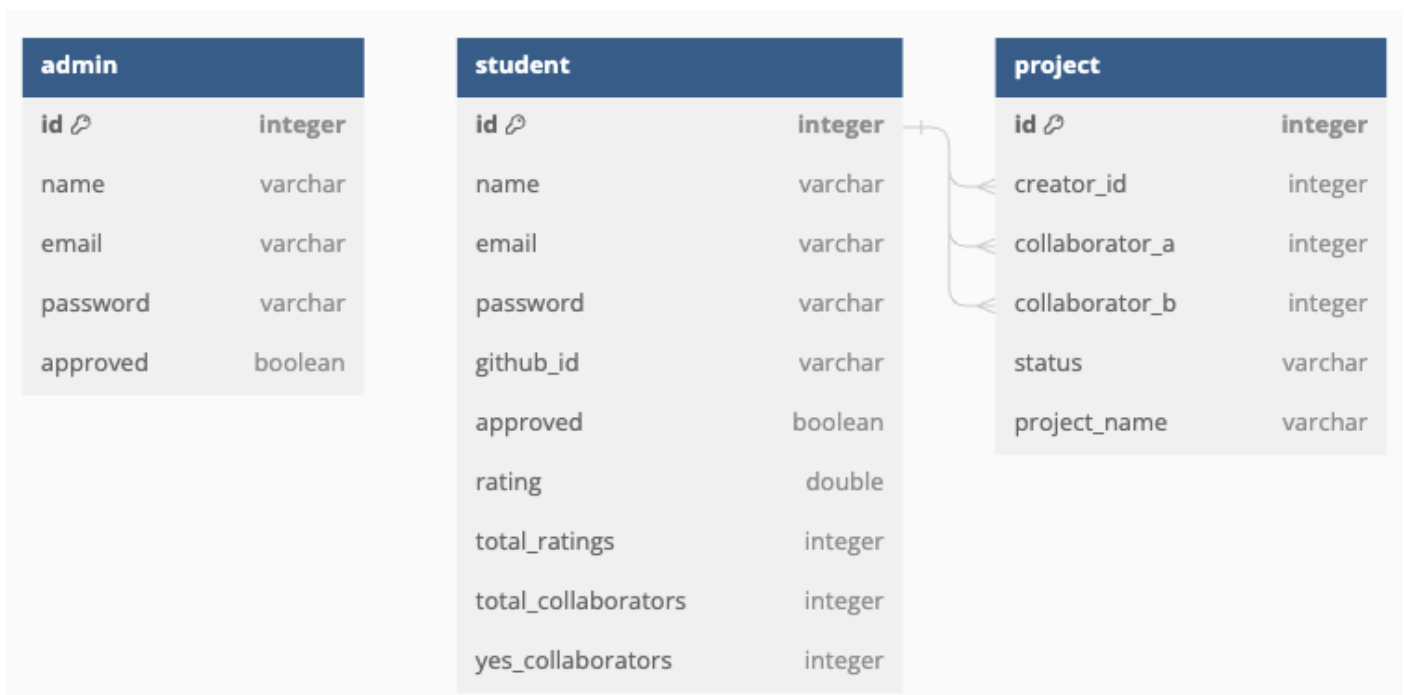 admin
id integer
name varchar
email varchar
password varchar
approved boolean
student
id integer
name varchar
email varchar
password varchar
github_id varchar
approved boolean
rating double
total_ratings integer
total_collaborators integer
yes_collaborators integer
project
id integer
creator_id integer
collaborator_a integer
collaborator_b integer
status varchar
project_name varchar